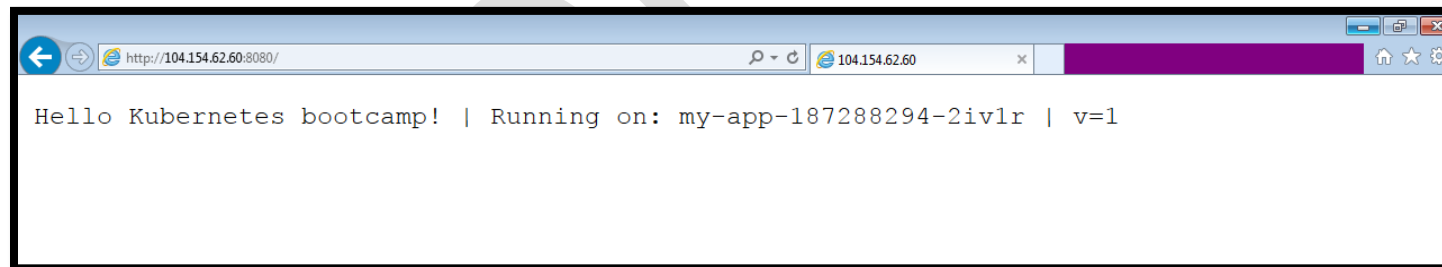 http://104.154.62.60:8080/
104.154.62.60
Hello Kubernetes bootcamp! | Running on: my-app-187288294-2iv1r | v=1